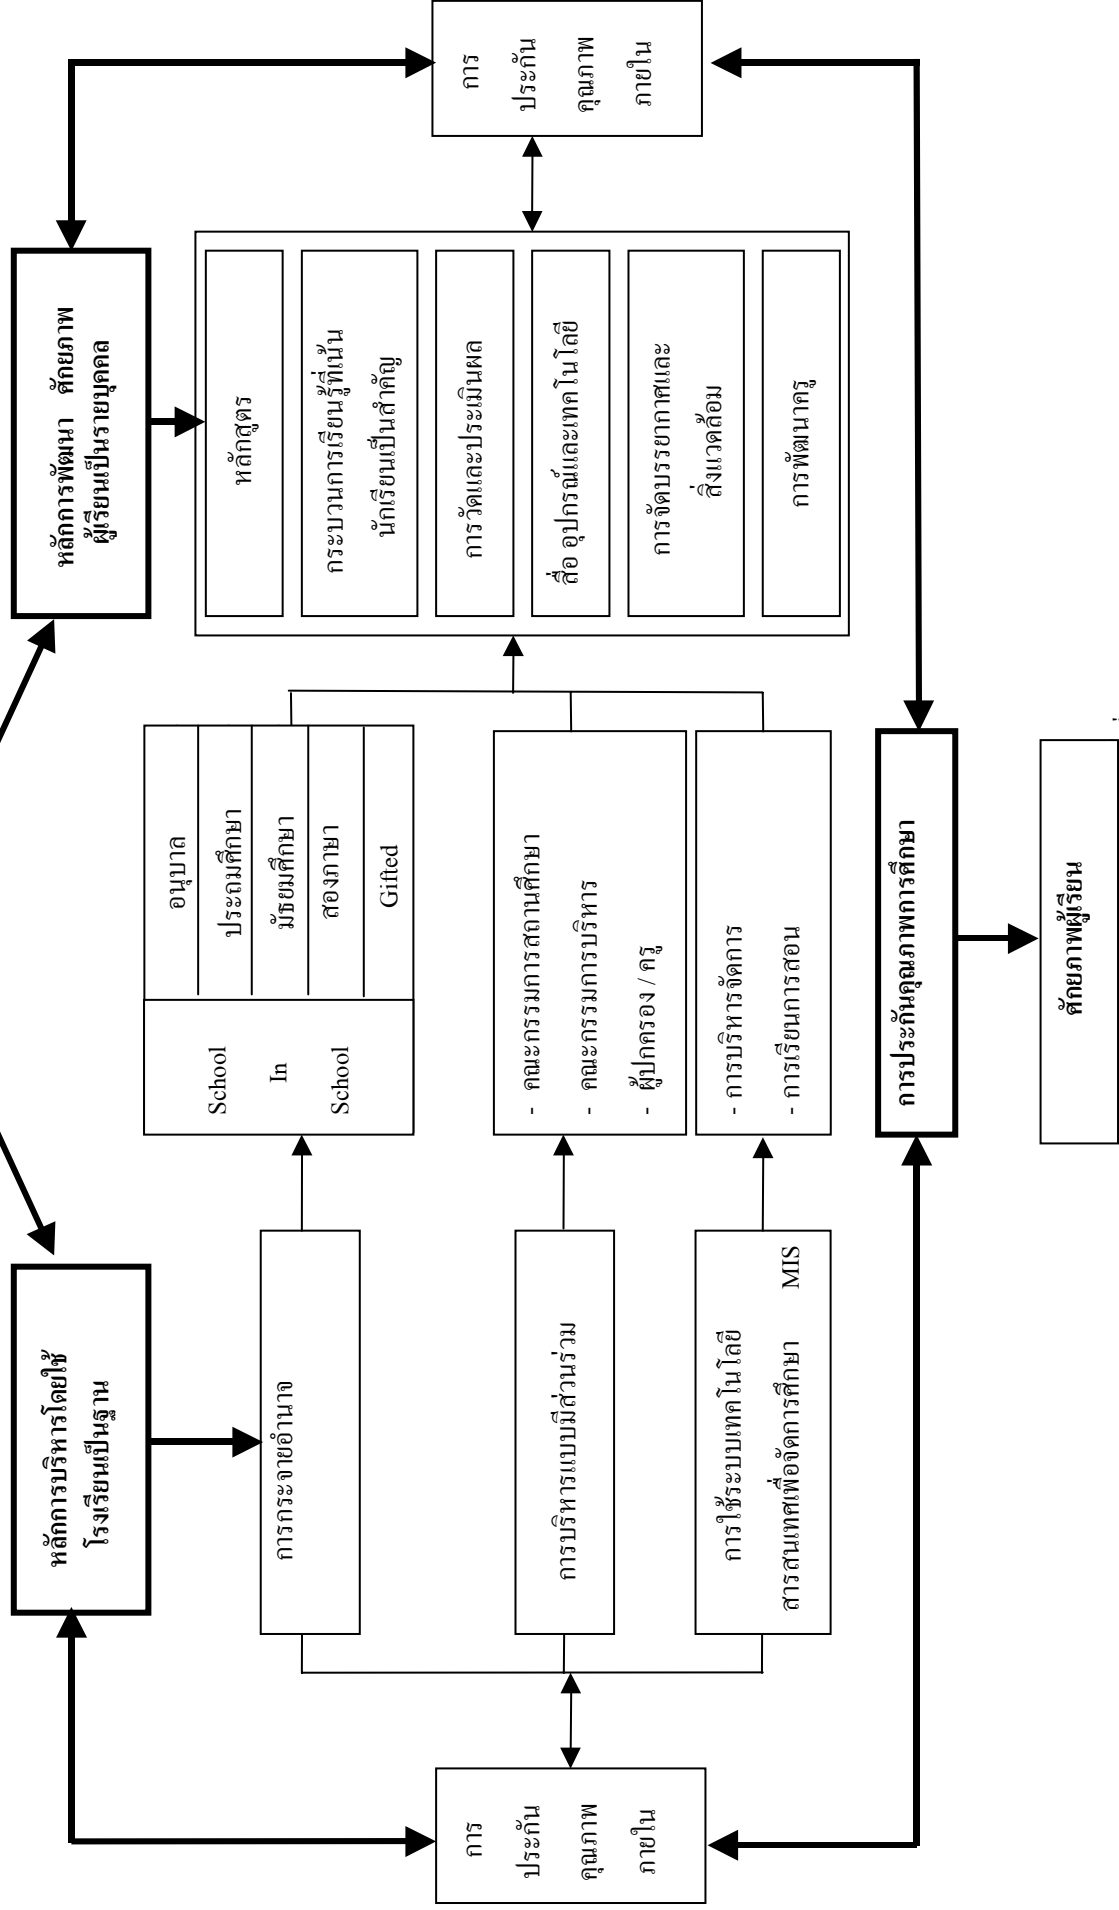 หลักการบริหารโดยใช้
โรงเรียนเป็นฐาน
หลักการพัฒนา ศักยภาพ
ผู้เรียนเป็นรายบุคคล
การ
ประกัน
คุณภาพ
ภายใน
การกระจายอำนาจ
การบริหารแบบมีส่วนร่วม
การใช้ระบบเทคโนโลยี
สารสนเทศเพื่อจัดการศึกษา MIS
School
In
School
อนุบาล
ประถมศึกษา
มัธยมศึกษา
สองภาษา
Gifted
- คณะกรรมการสถานศึกษา
- คณะกรรมการบริหาร
- ผู้ปกครอง / ครู
- การบริหารจัดการ
- การเรียนการสอน
หลักสูตร
กระบวนการเรียนรู้ที่เน้น
นักเรียนเป็นสำคัญ
การวัดและประเมินผล
สื่อ อุปกรณ์และเทคโนโลยี
การจัดบรรยากาศและ
สิ่งแวดล้อม
การพัฒนาครู
การ
ประกัน
คุณภาพ
ภายใน
การประกันคุณภาพการศึกษา
ศักยภาพผู้เรียน